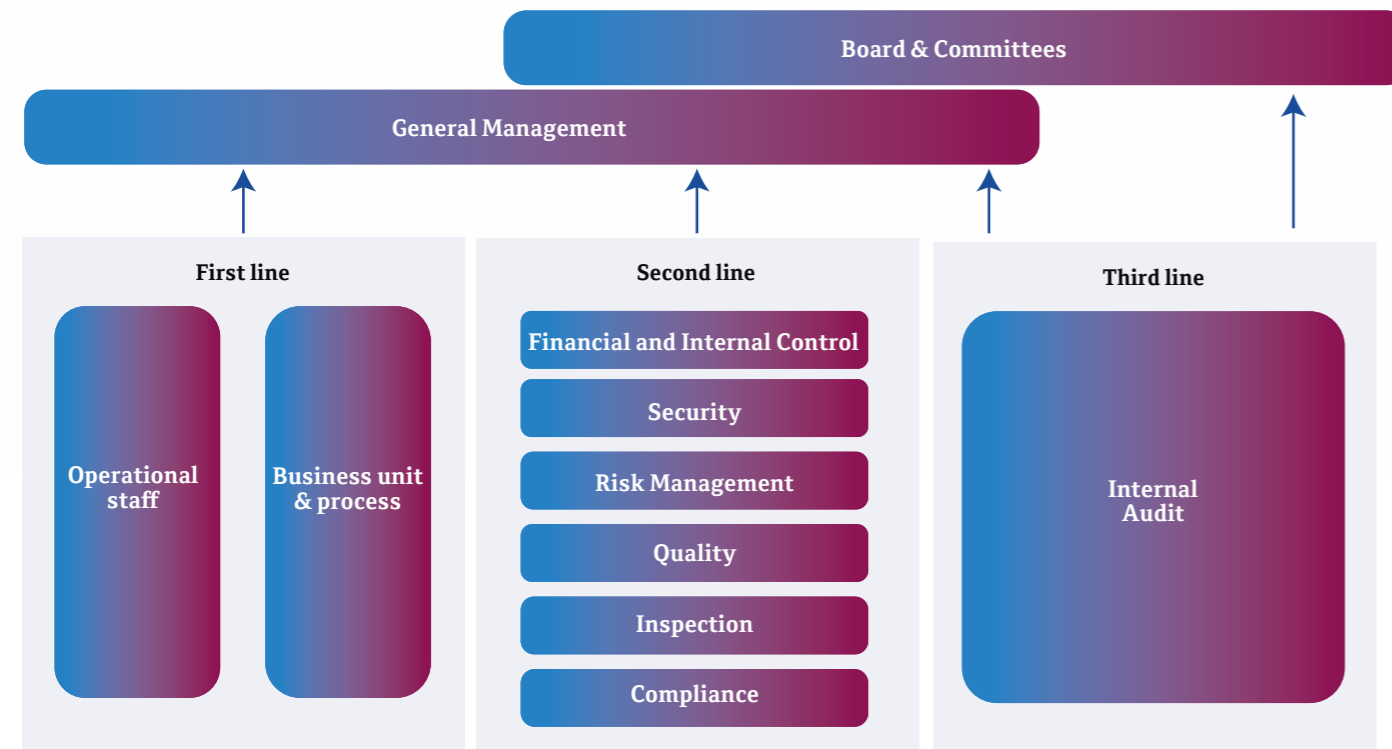 Board & Committees
General Management
First line
Operational
staff
Business unit
& process
Second line
Financial and Internal Control
Security
Risk Management
Quality
Inspection
Compliance
Third line
Internal
Audit